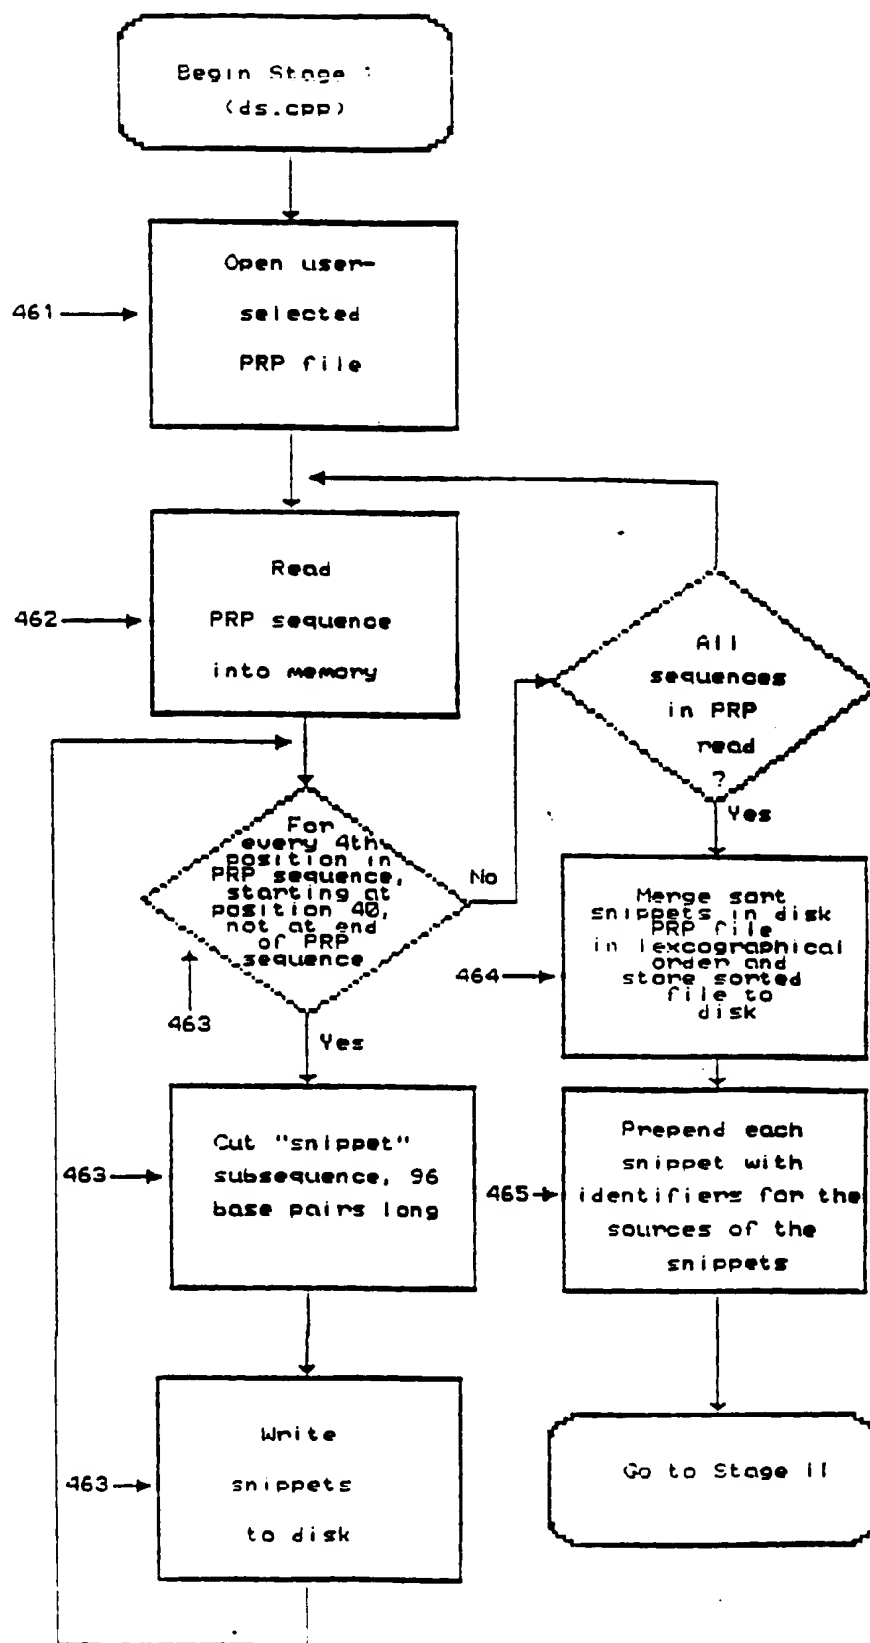 Begin Stage
(ds.cpp)
Open user-
selected
PRP file
461
Read
PRP sequence
into memory
462
All
sequences
in PRP
read
?
Yes
For
every 4th
position in
PRP sequence,
starting at
position 40,
not at end
of PRP
sequence
No
463
Yes
Merge sort
snippets in disk
PRP file
in lexcographical
order and
store sorted
file to
disk
464
Cut "snippet"
subsequence, 96
base pairs long
463
Prepend each
snippet with
identifiers for the
sources of the
snippets
465
Write
snippets
to disk
463
Go to Stage II